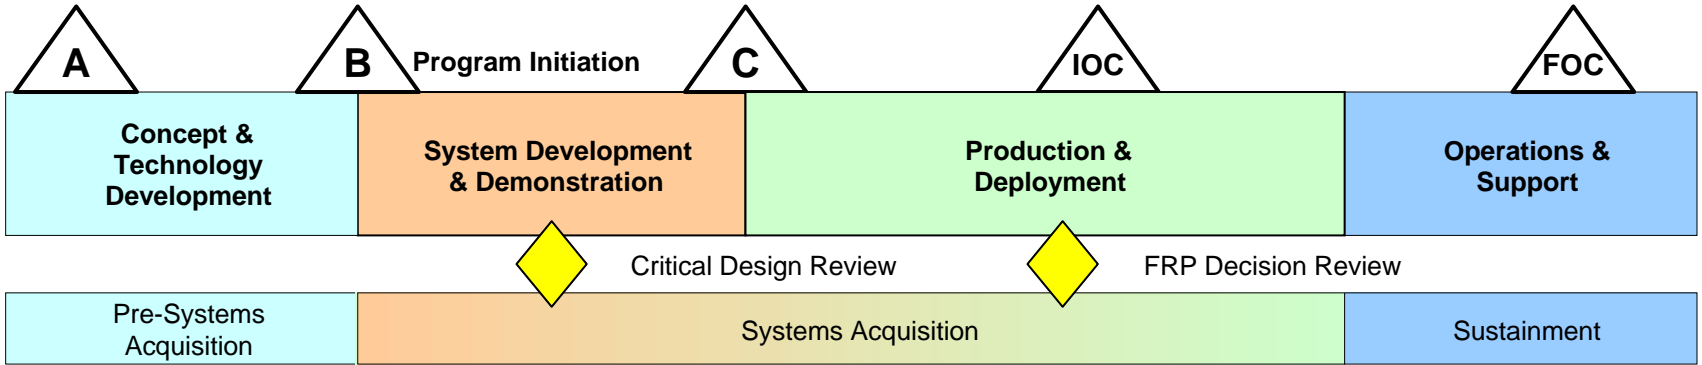 A
B
Program Initiation
C
IOC
FOC
Concept &
Technology
Development
System Development
& Demonstration
Production &
Deployment
Operations &
Support
Critical Design Review
FRP Decision Review
Pre-Systems
Acquisition
Systems Acquisition
Sustainment